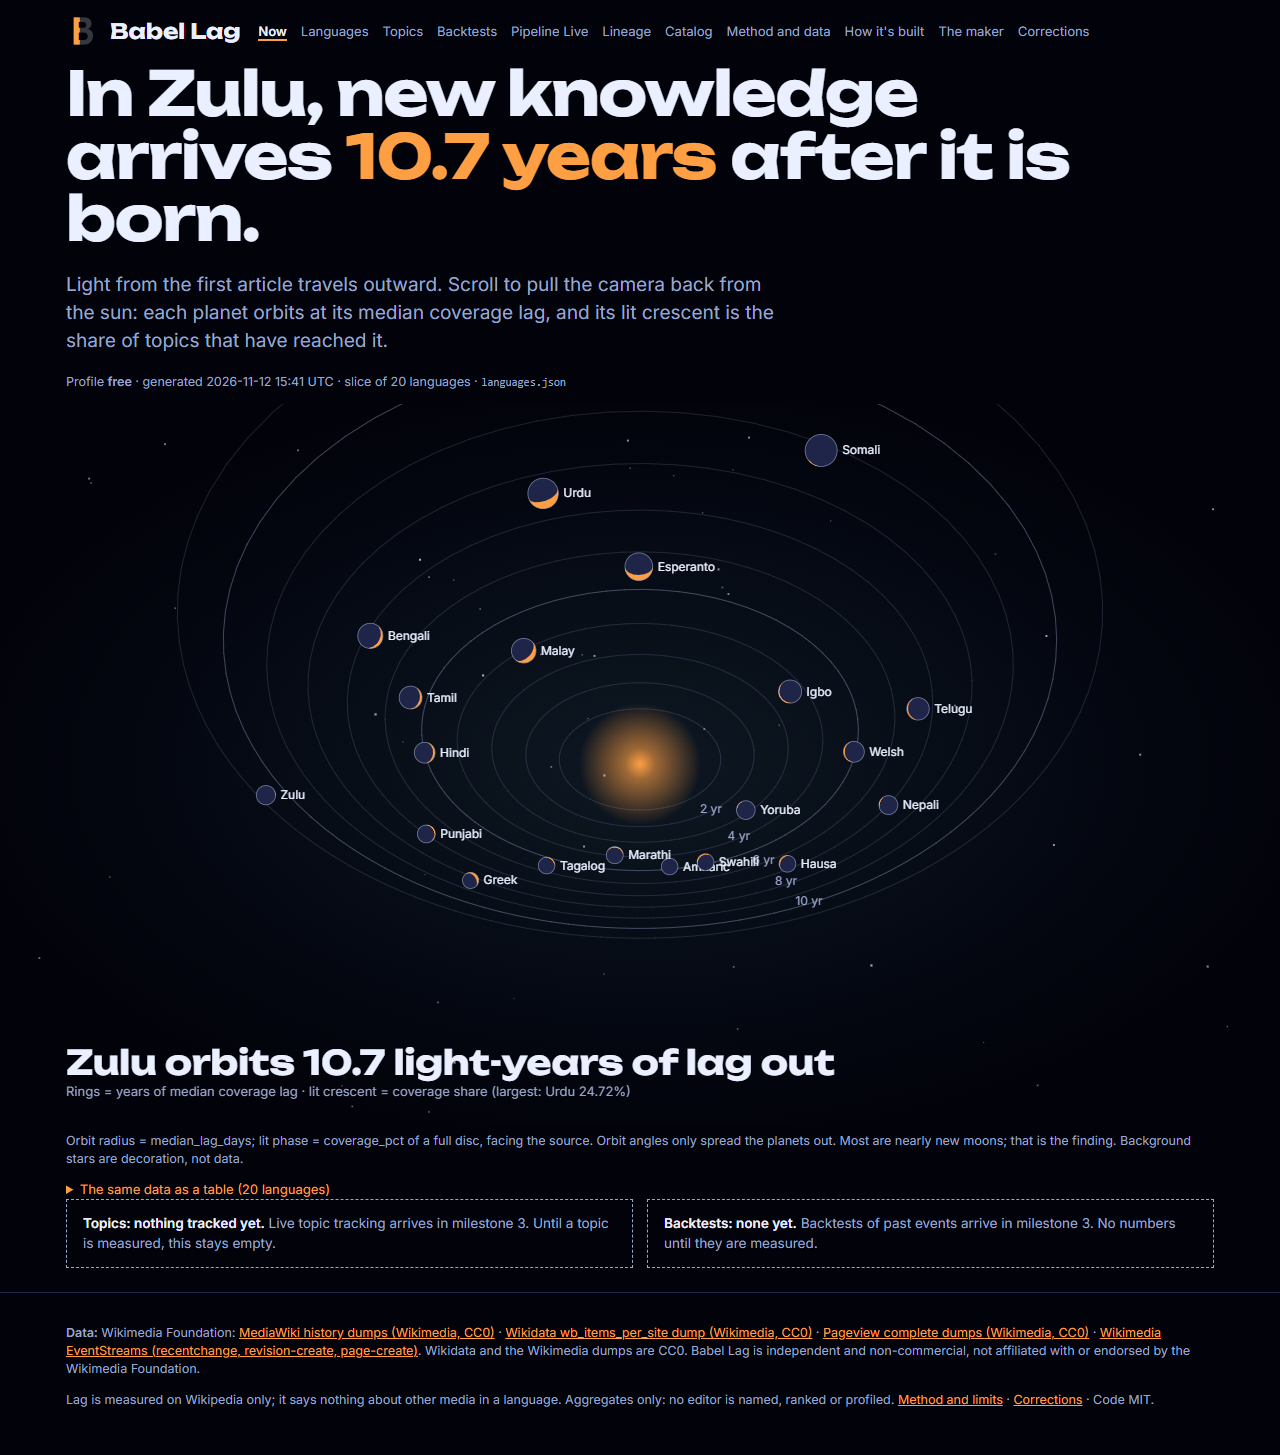 Babel Lag Now Languages Topics Backtests Pipeline Live Lineage Catalog Method and data How it's built The maker Corrections
In Zulu, new knowledge
arrives 10.7 years after it is
born.
Light from the first article travels outward. Scroll to pull the camera back from
the sun: each planet orbits at its median coverage lag, and its lit crescent is the
share of topics that have reached it.
Profile free · generated 2026-11-12 15:41 UTC · slice of 20 languages · languages.json
Somali
Urdu
Esperanto
Bengali
Malay
Igbo
Tamil
Telugu
Hindi
Welsh
Zulu
Nepali
2 yr
Yoruba
Punjabi
4 yr
Marathi
Swahili
Tagalog
Hausa
Greek
8 yr
10 yr
Zulu orbits 10.7 light-years of lag out
Rings = years of median coverage lag · lit crescent = coverage share (largest: Urdu 24.72%)
Orbit radius = median_lag_days; lit phase = coverage_pct of a full disc, facing the source. Orbit angles only spread the planets out. Most are nearly new moons; that is the finding. Background
stars are decoration, not data.
▶ The same data as a table (20 languages)
Topics: nothing tracked yet. Live topic tracking arrives in milestone 3. Until a topic
is measured, this stays empty.
Backtests: none yet. Backtests of past events arrive in milestone 3. No numbers
until they are measured.
Data: Wikimedia Foundation: MediaWiki history dumps (Wikimedia, CC0) · Wikidata wb_items_per_site dump (Wikimedia, CC0) · Pageview complete dumps (Wikimedia, CC0) · Wikimedia
EventStreams (recentchange, revision-create, page-create). Wikidata and the Wikimedia dumps are CC0. Babel Lag is independent and non-commercial, not affiliated with or endorsed by the
Wikimedia Foundation.
Lag is measured on Wikipedia only; it says nothing about other media in a language. Aggregates only: no editor is named, ranked or profiled. Method and limits · Corrections · Code MIT.